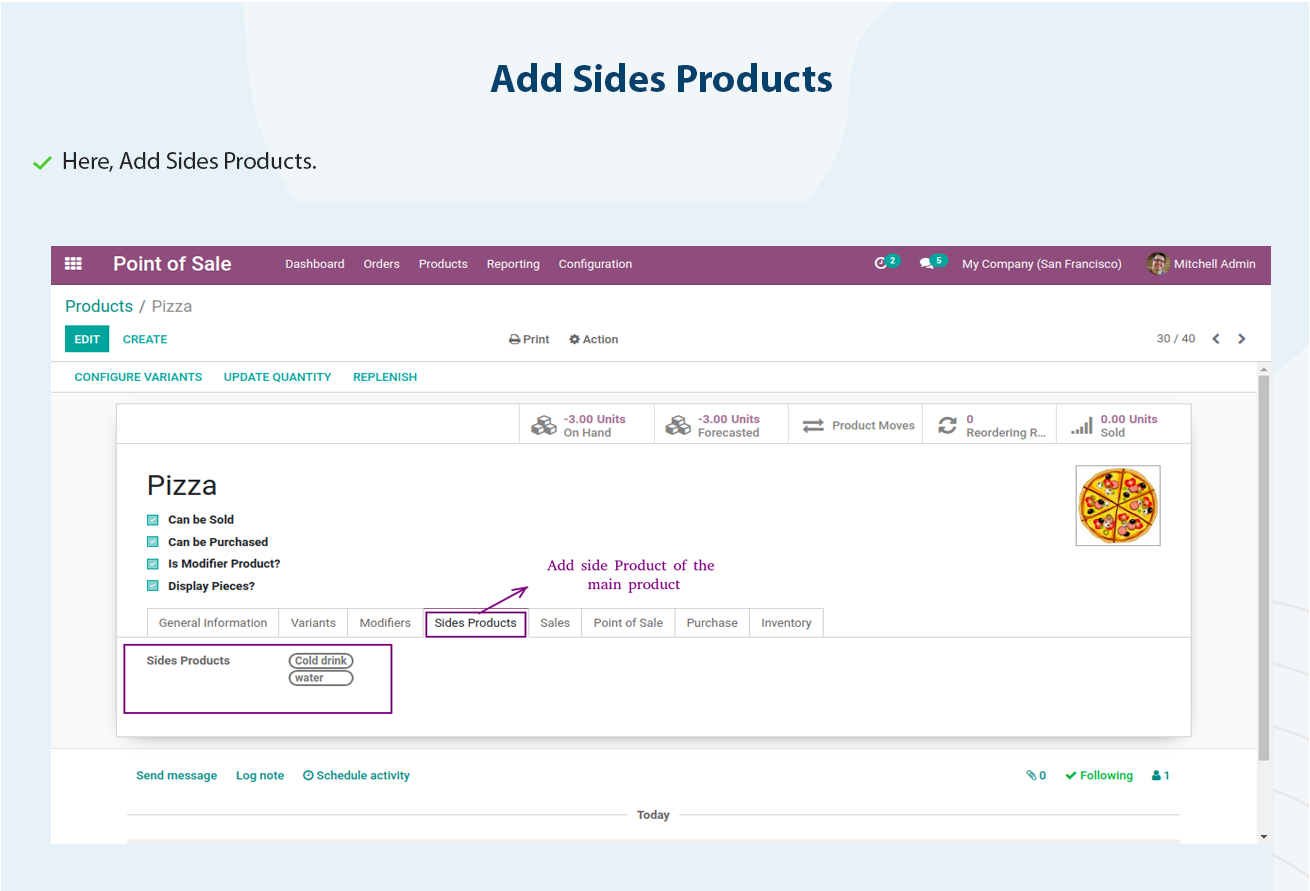 Add Sides Products
Here, Add Sides Products.
Point of Sale Dashboard Orders Products Reporting Configuration 2 5 My Company (San Francisco) Mitchell Admin
Products / Pizza
EDIT CREATE Print Action 30 / 40
CONFIGURE VARIANTS UPDATE QUANTITY REPLENISH
-3.00 Units
On Hand
-3.00 Units
Forecasted
Product Moves
0
Reordering R...
0.00 Units
Sold
Pizza
Can be Sold
Can be Purchased
Is Modifier Product?
Display Pieces?
Add side Product of the
main product
General Information Variants Modifiers Sides Products Sales Point of Sale Purchase Inventory
Sides Products Cold drink
water
Send message Log note Schedule activity 0 Following 1
Today